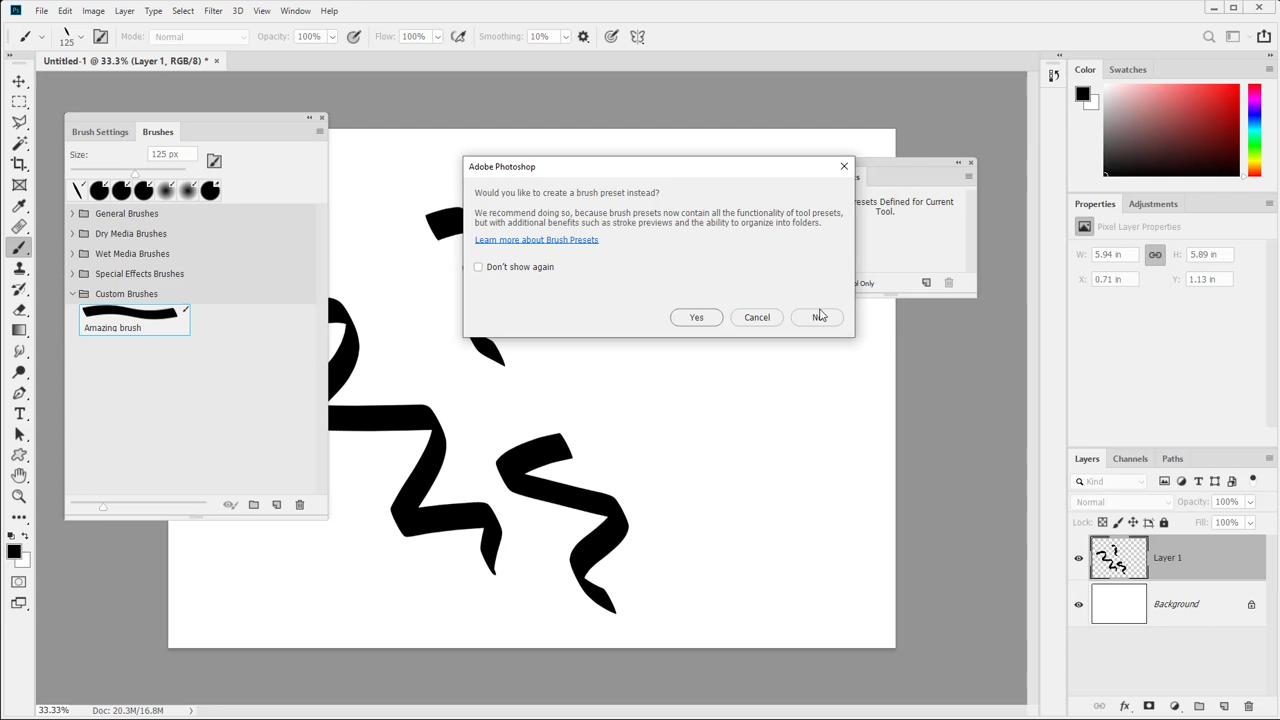 Ps File Edit Image Layer Type Select Filter 3D View Window Help
125 Mode: Normal Opacity: 100% Flow: 100% Smoothing: 10%
Untitled-1 @ 33.3% (Layer 1, RGB/8) * ×
Color Swatches
Brush Settings Brushes
Size: 125 px
General Brushes
Dry Media Brushes
Wet Media Brushes
Special Effects Brushes
Custom Brushes
Amazing brush
Adobe Photoshop
Would you like to create a brush preset instead?
We recommend doing so, because brush presets now contain all the functionality of tool presets,
but with additional benefits such as stroke previews and the ability to organize into folders.
Learn more about Brush Presets
Don't show again
Yes Cancel
esets Defined for Current
Tool.
ol Only
Properties Adjustments
Pixel Layer Properties
W: 5.94 in H: 5.89 in
X: 0.71 in Y: 1.13 in
Layers Channels Paths
Kind
Normal Opacity: 100%
Lock: Fill: 100%
Layer 1
Background
33.33% Doc: 20.3M/16.8M